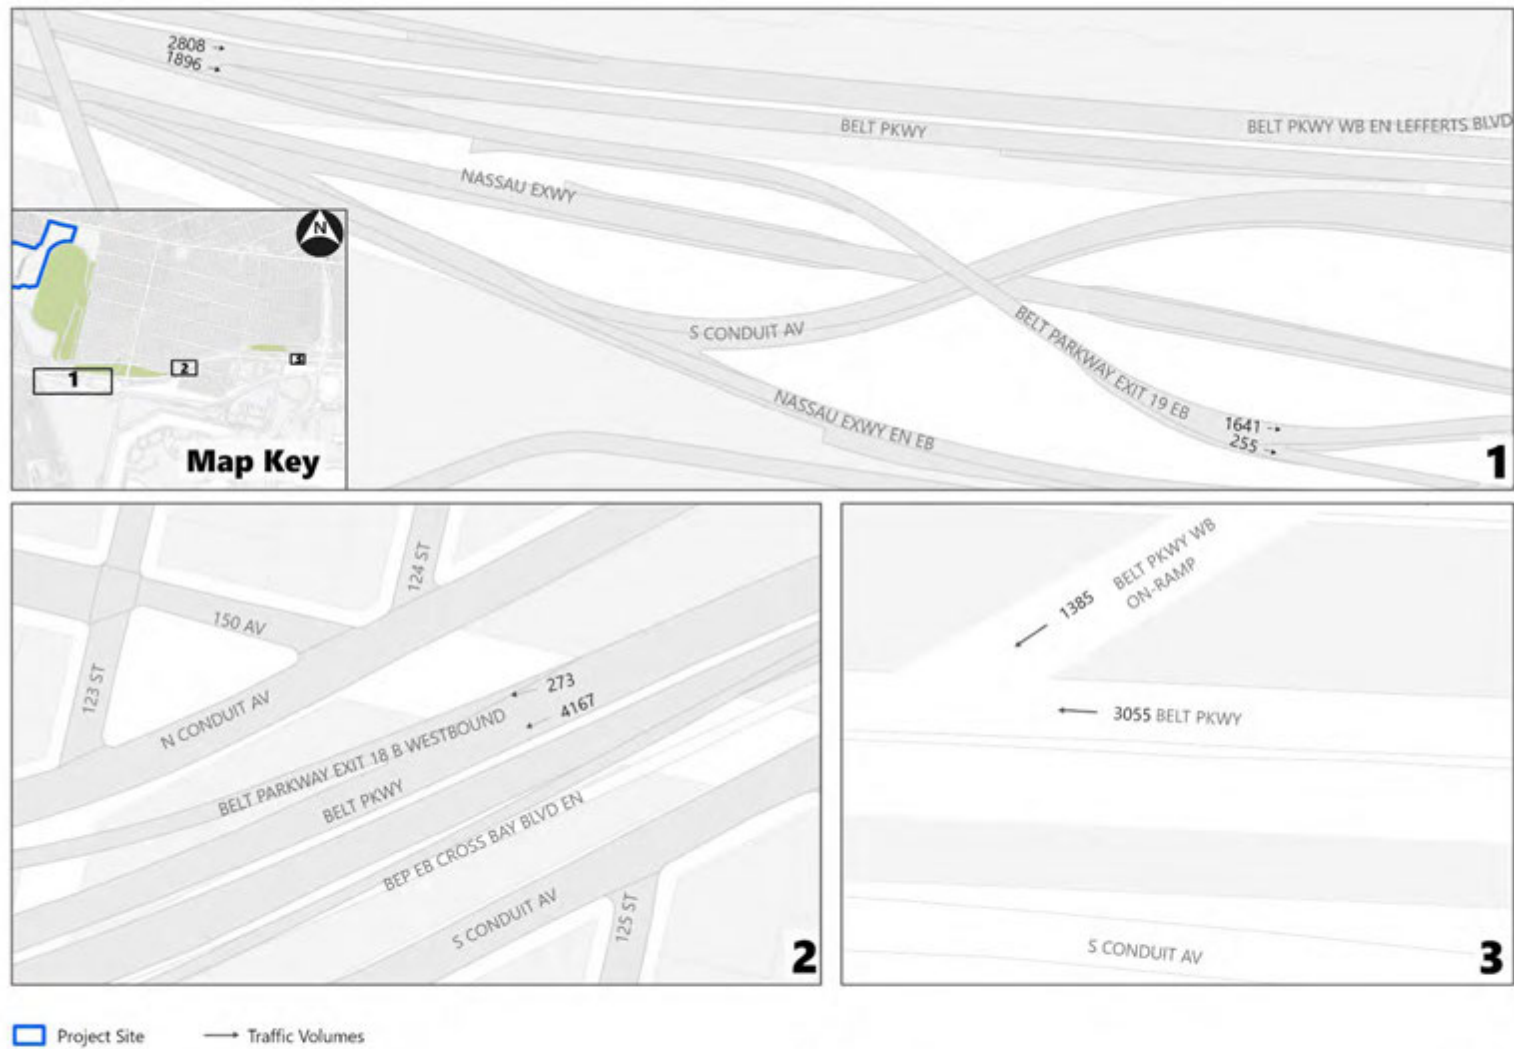 2808
1896
BELT PKWY
BELT PKWY WB EN LEFFERTS BLVD
NASSAU EXWY
N
S CONDUIT AV
BELT PARKWAY EXIT 19 EB
1
2
3
NASSAU EXWY EN EB
1641
255
Map Key
1
124 ST
150 AV
123 ST
N CONDUIT AV
273
4167
BELT PARKWAY EXIT 18 B WESTBOUND
BELT PKWY
BEP EB CROSS BAY BLVD EN
S CONDUIT AV
125 ST
2
BELT PKWY WB
ON-RAMP
1385
3055 BELT PKWY
S CONDUIT AV
3
Project Site
Traffic Volumes